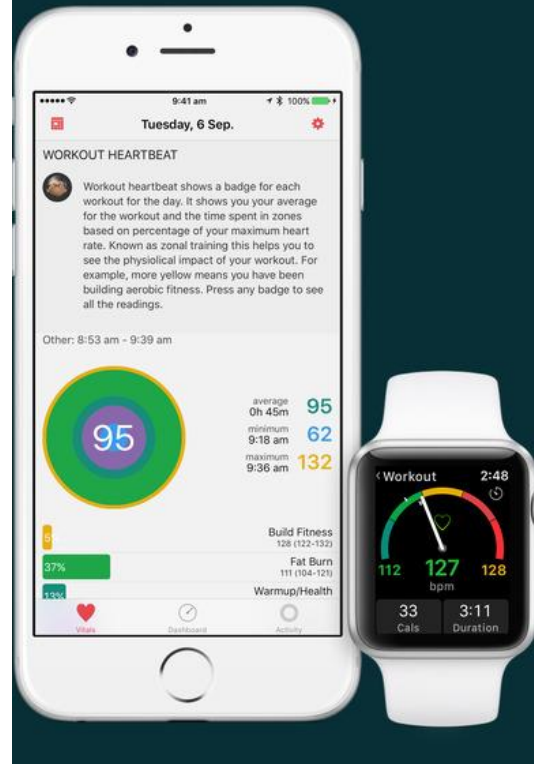 9:41 am
100%
Tuesday, 6 Sep.
WORKOUT HEARTBEAT
Workout heartbeat shows a badge for each
workout for the day. It shows you your average
for the workout and the time spent in zones
based on percentage of your maximum heart
rate. Known as zonal training this helps you to
see the physiolical impact of your workout. For
example, more yellow means you have been
building aerobic fitness. Press any badge to see
all the readings.
Other: 8:53 am - 9:39 am
95
average
0h 45m
95
minimum
9:18 am
62
maximum
9:36 am
132
Build Fitness
128 (122-132)
37%
Fat Burn
111 (104-121)
13%
Warmup/Health
Vitals
Dashboard
Activity
<Workout
2:48
112
127
128
bpm
33
Cals
3:11
Duration